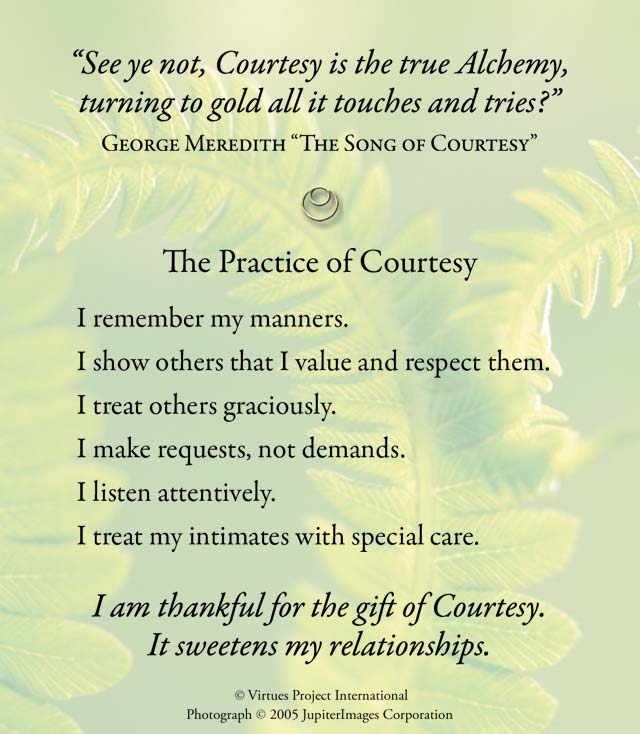 “See ye not, Courtesy is the true Alchemy,
turning to gold all it touches and tries?”
George Meredith “The Song of Courtesy”
The Practice of Courtesy
I remember my manners.
I show others that I value and respect them.
I treat others graciously.
I make requests, not demands.
I listen attentively.
I treat my intimates with special care.
I am thankful for the gift of Courtesy.
It sweetens my relationships.
© Virtues Project International
Photograph © 2005 JupiterImages Corporation